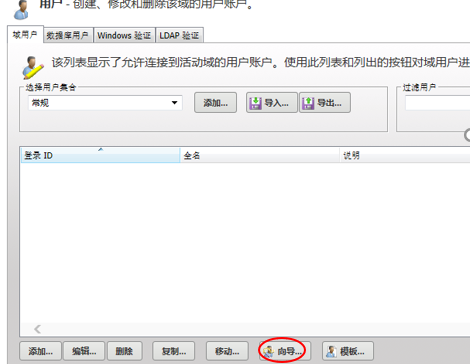 用户 - 创建、修改和删除该域的用户账户。
域用户 数据库用户 Windows 验证 LDAP 验证
该列表显示了允许连接到活动域的用户账户。使用此列表和列出的按钮对域用户进
选择用户集合 过滤用户
常规 添加... 导入... 导出...
登录 ID 全名 说明
添加... 编辑... 删除 复制... 移动... 向导... 模板...